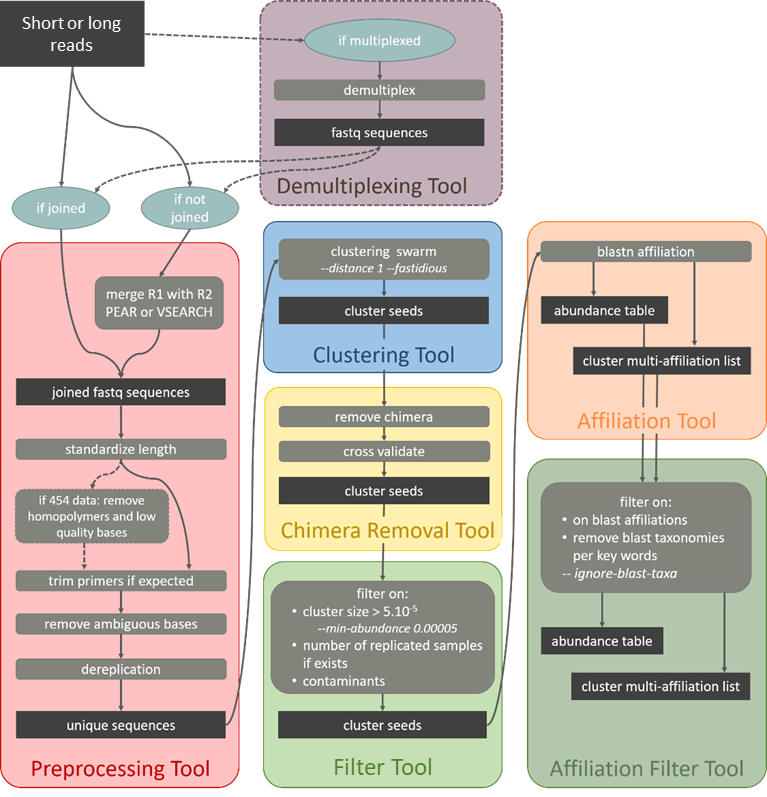 Short or long
reads
if multiplexed
demultiplex
fastq sequences
Demultiplexing Tool
if joined
if not
joined
merge R1 with R2
PEAR or VSEARCH
joined fastq sequences
standardize length
if 454 data: remove
homopolymers and low
quality bases
trim primers if expected
remove ambiguous bases
dereplication
unique sequences
Preprocessing Tool
clustering swarm
--distance 1 --fastidious
cluster seeds
Clustering Tool
remove chimera
cross validate
cluster seeds
Chimera Removal Tool
filter on:
• cluster size > 5.10⁻⁵
--min-abundance 0.00005
• number of replicated samples
if exists
• contaminants
cluster seeds
Filter Tool
blastn affiliation
abundance table
cluster multi-affiliation list
Affiliation Tool
filter on:
• on blast affiliations
• remove blast taxonomies
per key words
-- ignore-blast-taxa
abundance table
cluster multi-affiliation list
Affiliation Filter Tool